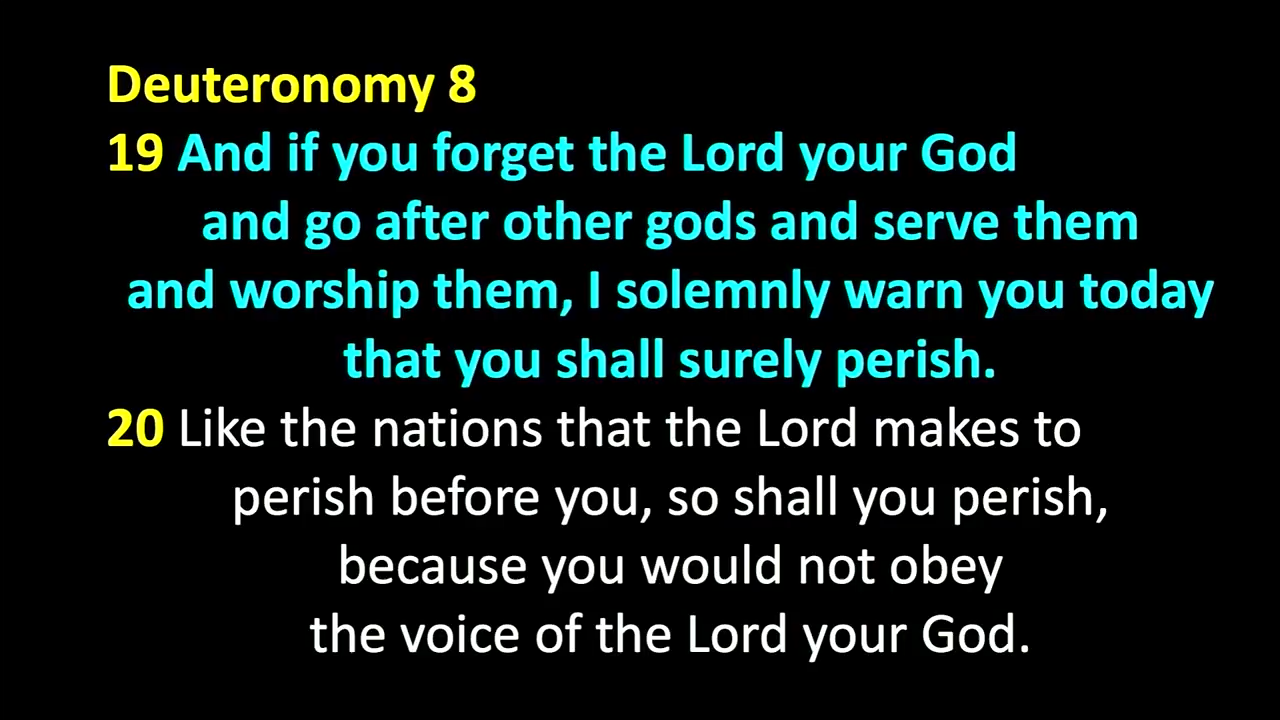 Deuteronomy 8
19 And if you forget the Lord your God
and go after other gods and serve them
and worship them, I solemnly warn you today
that you shall surely perish.
20 Like the nations that the Lord makes to
perish before you, so shall you perish,
because you would not obey
the voice of the Lord your God.